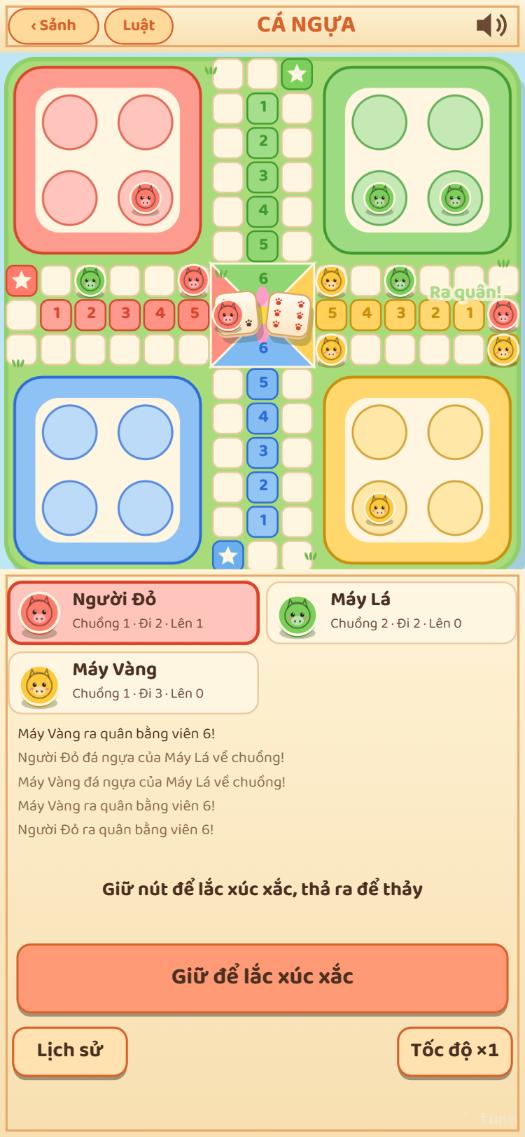 ‹ Sảnh
Luật
CÁ NGỰA
1
2
3
4
5
6
Ra quân!
1 2 3 4 5
5 4 3 2 1
6
5
4
3
2
1
Người Đỏ
Chuồng 1 · Đi 2 · Lên 1
Máy Lá
Chuồng 2 · Đi 2 · Lên 0
Máy Vàng
Chuồng 1 · Đi 3 · Lên 0
Máy Vàng ra quân bằng viên 6!
Người Đỏ đá ngựa của Máy Lá về chuồng!
Máy Vàng đá ngựa của Máy Lá về chuồng!
Máy Vàng ra quân bằng viên 6!
Người Đỏ ra quân bằng viên 6!
Giữ nút để lắc xúc xắc, thả ra để thảy
Giữ để lắc xúc xắc
Lịch sử
Tốc độ ×1